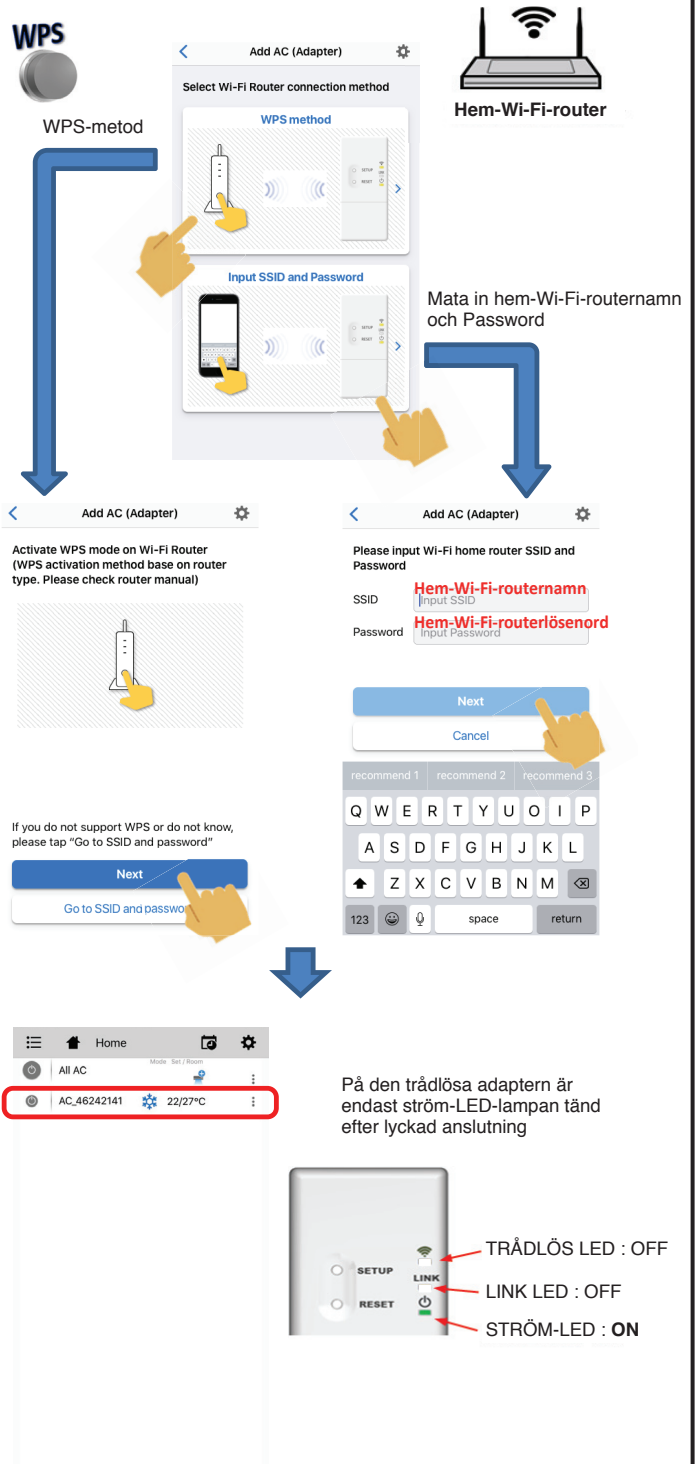 WPS
WPS-metod
Add AC (Adapter)
Select Wi-Fi Router connection method
WPS method
SETUP
RESET
Input SSID and Password
SETUP
RESET
Hem-Wi-Fi-router
Mata in hem-Wi-Fi-routernamn
och Password
Add AC (Adapter)
Activate WPS mode on Wi-Fi Router
(WPS activation method base on router
type. Please check router manual)
If you do not support WPS or do not know,
please tap "Go to SSID and password"
Next
Go to SSID and passwo
Add AC (Adapter)
Please input Wi-Fi home router SSID and
Password
SSID Input SSID
Hem-Wi-Fi-routernamn
Password Input Password
Hem-Wi-Fi-routerlösenord
Next
Cancel
recommend 1 recommend 2 recommend 3
Q W E R T Y U O I P
A S D F G H J K L
Z X C V B N M
123 space return
Home
Mode Set / Room
All AC
AC_46242141 22/27°C
På den trådlösa adaptern är
endast ström-LED-lampan tänd
efter lyckad anslutning
SETUP
LINK
RESET
TRÅDLÖS LED : OFF
LINK LED : OFF
STRÖM-LED : ON